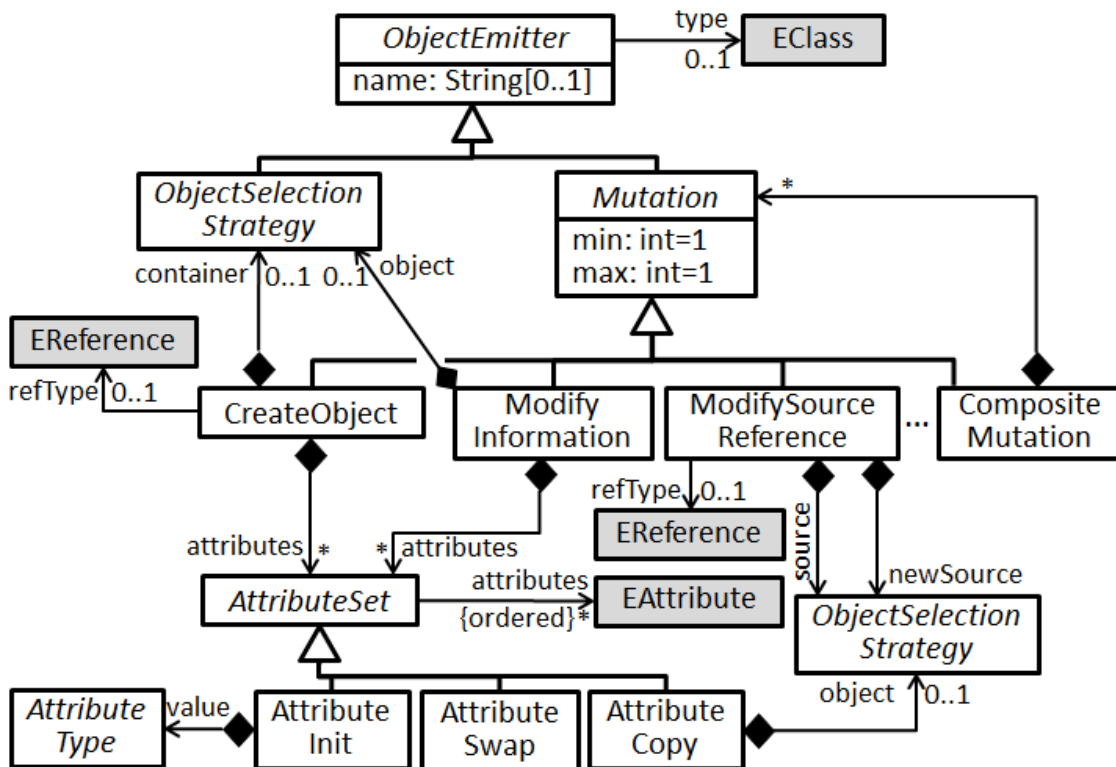 ObjectEmitter
name: String[0..1]
type
0..1
EClass
ObjectSelection
Strategy
Mutation
min: int=1
max: int=1
*
container
0..1
0..1
object
EReference
refType
0..1
CreateObject
Modify
Information
ModifySource
Reference
...
Composite
Mutation
refType
0..1
EReference
source
newSource
attributes
*
*
attributes
AttributeSet
attributes
{ordered}*
EAttribute
ObjectSelection
Strategy
object
0..1
Attribute
Type
value
Attribute
Init
Attribute
Swap
Attribute
Copy